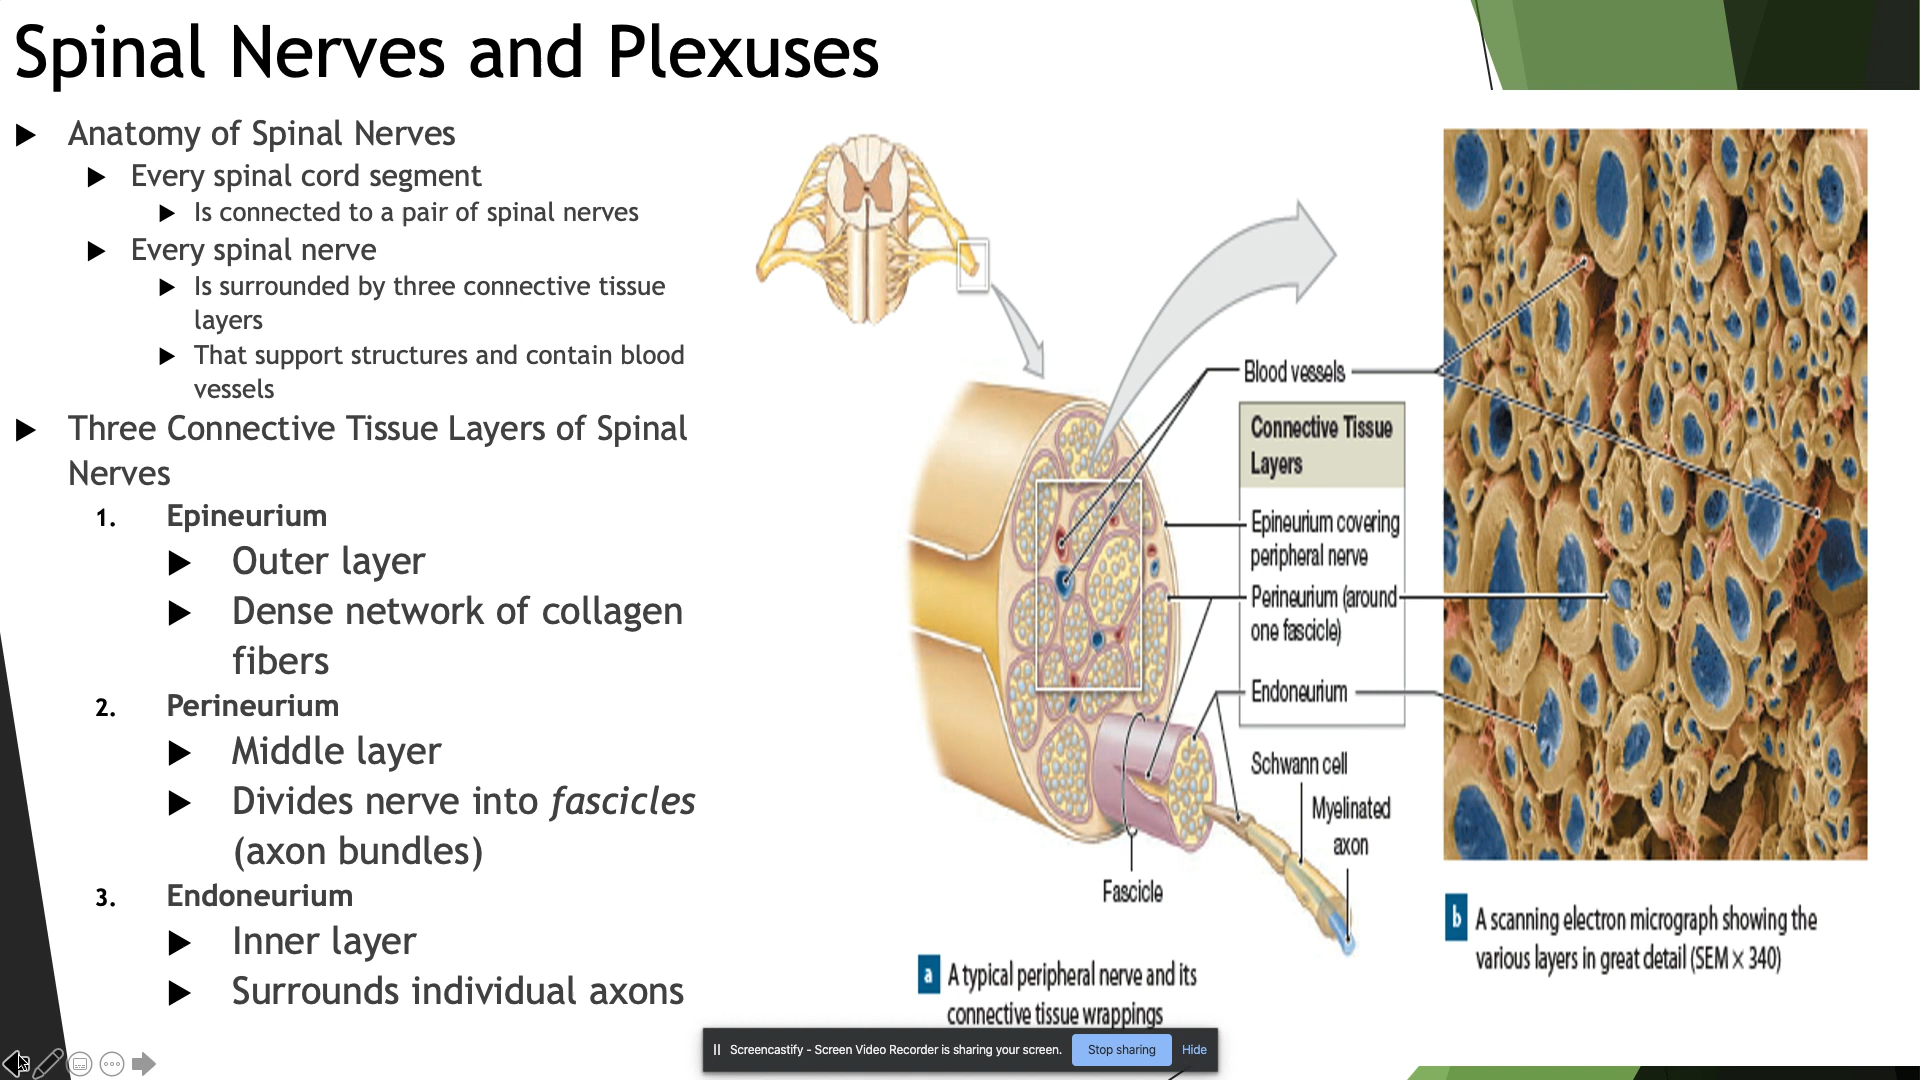 Spinal Nerves and Plexuses
Anatomy of Spinal Nerves
Every spinal cord segment
Is connected to a pair of spinal nerves
Every spinal nerve
Is surrounded by three connective tissue
layers
That support structures and contain blood
vessels
Three Connective Tissue Layers of Spinal
Nerves
1. Epineurium
Outer layer
Dense network of collagen
fibers
2. Perineurium
Middle layer
Divides nerve into fascicles
(axon bundles)
3. Endoneurium
Inner layer
Surrounds individual axons
Blood vessels
Connective Tissue
Layers
Epineurium covering
peripheral nerve
Perineurium (around
one fascicle)
Endoneurium
Schwann cell
Myelinated
axon
Fascicle
a A typical peripheral nerve and its
connective tissue wrappings
b A scanning electron micrograph showing the
various layers in great detail (SEM × 340)
Screencastify - Screen Video Recorder is sharing your screen.
Stop sharing
Hide